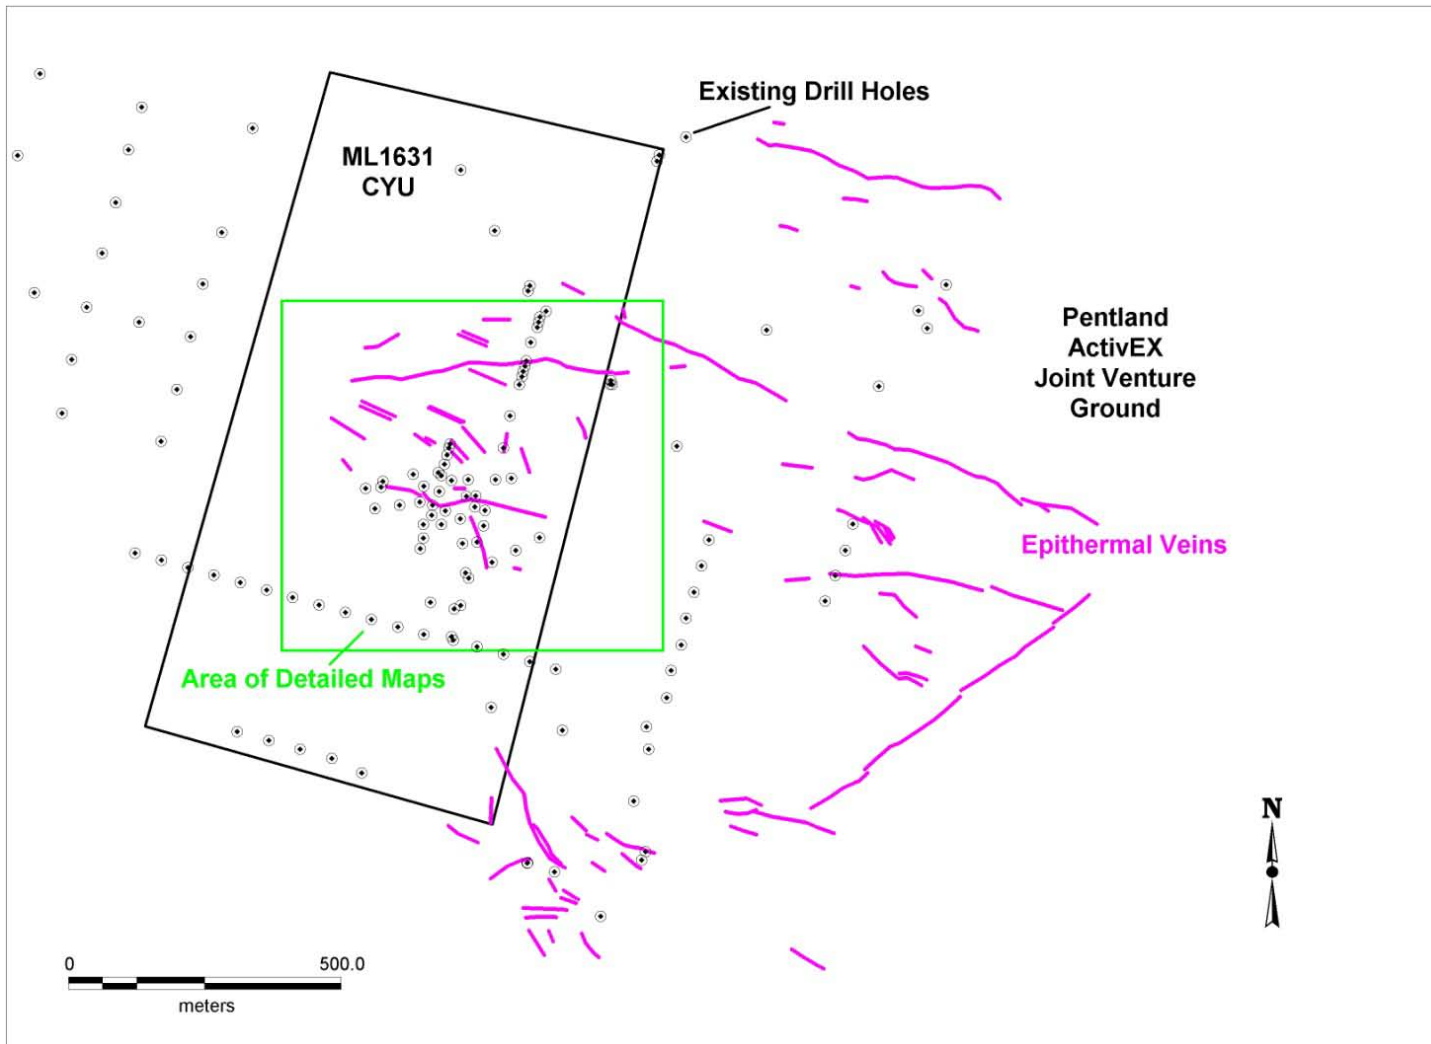 Existing Drill Holes
ML1631
CYU
Pentland
ActivEX
Joint Venture
Ground
Epithermal Veins
Area of Detailed Maps
N
0 500.0
meters